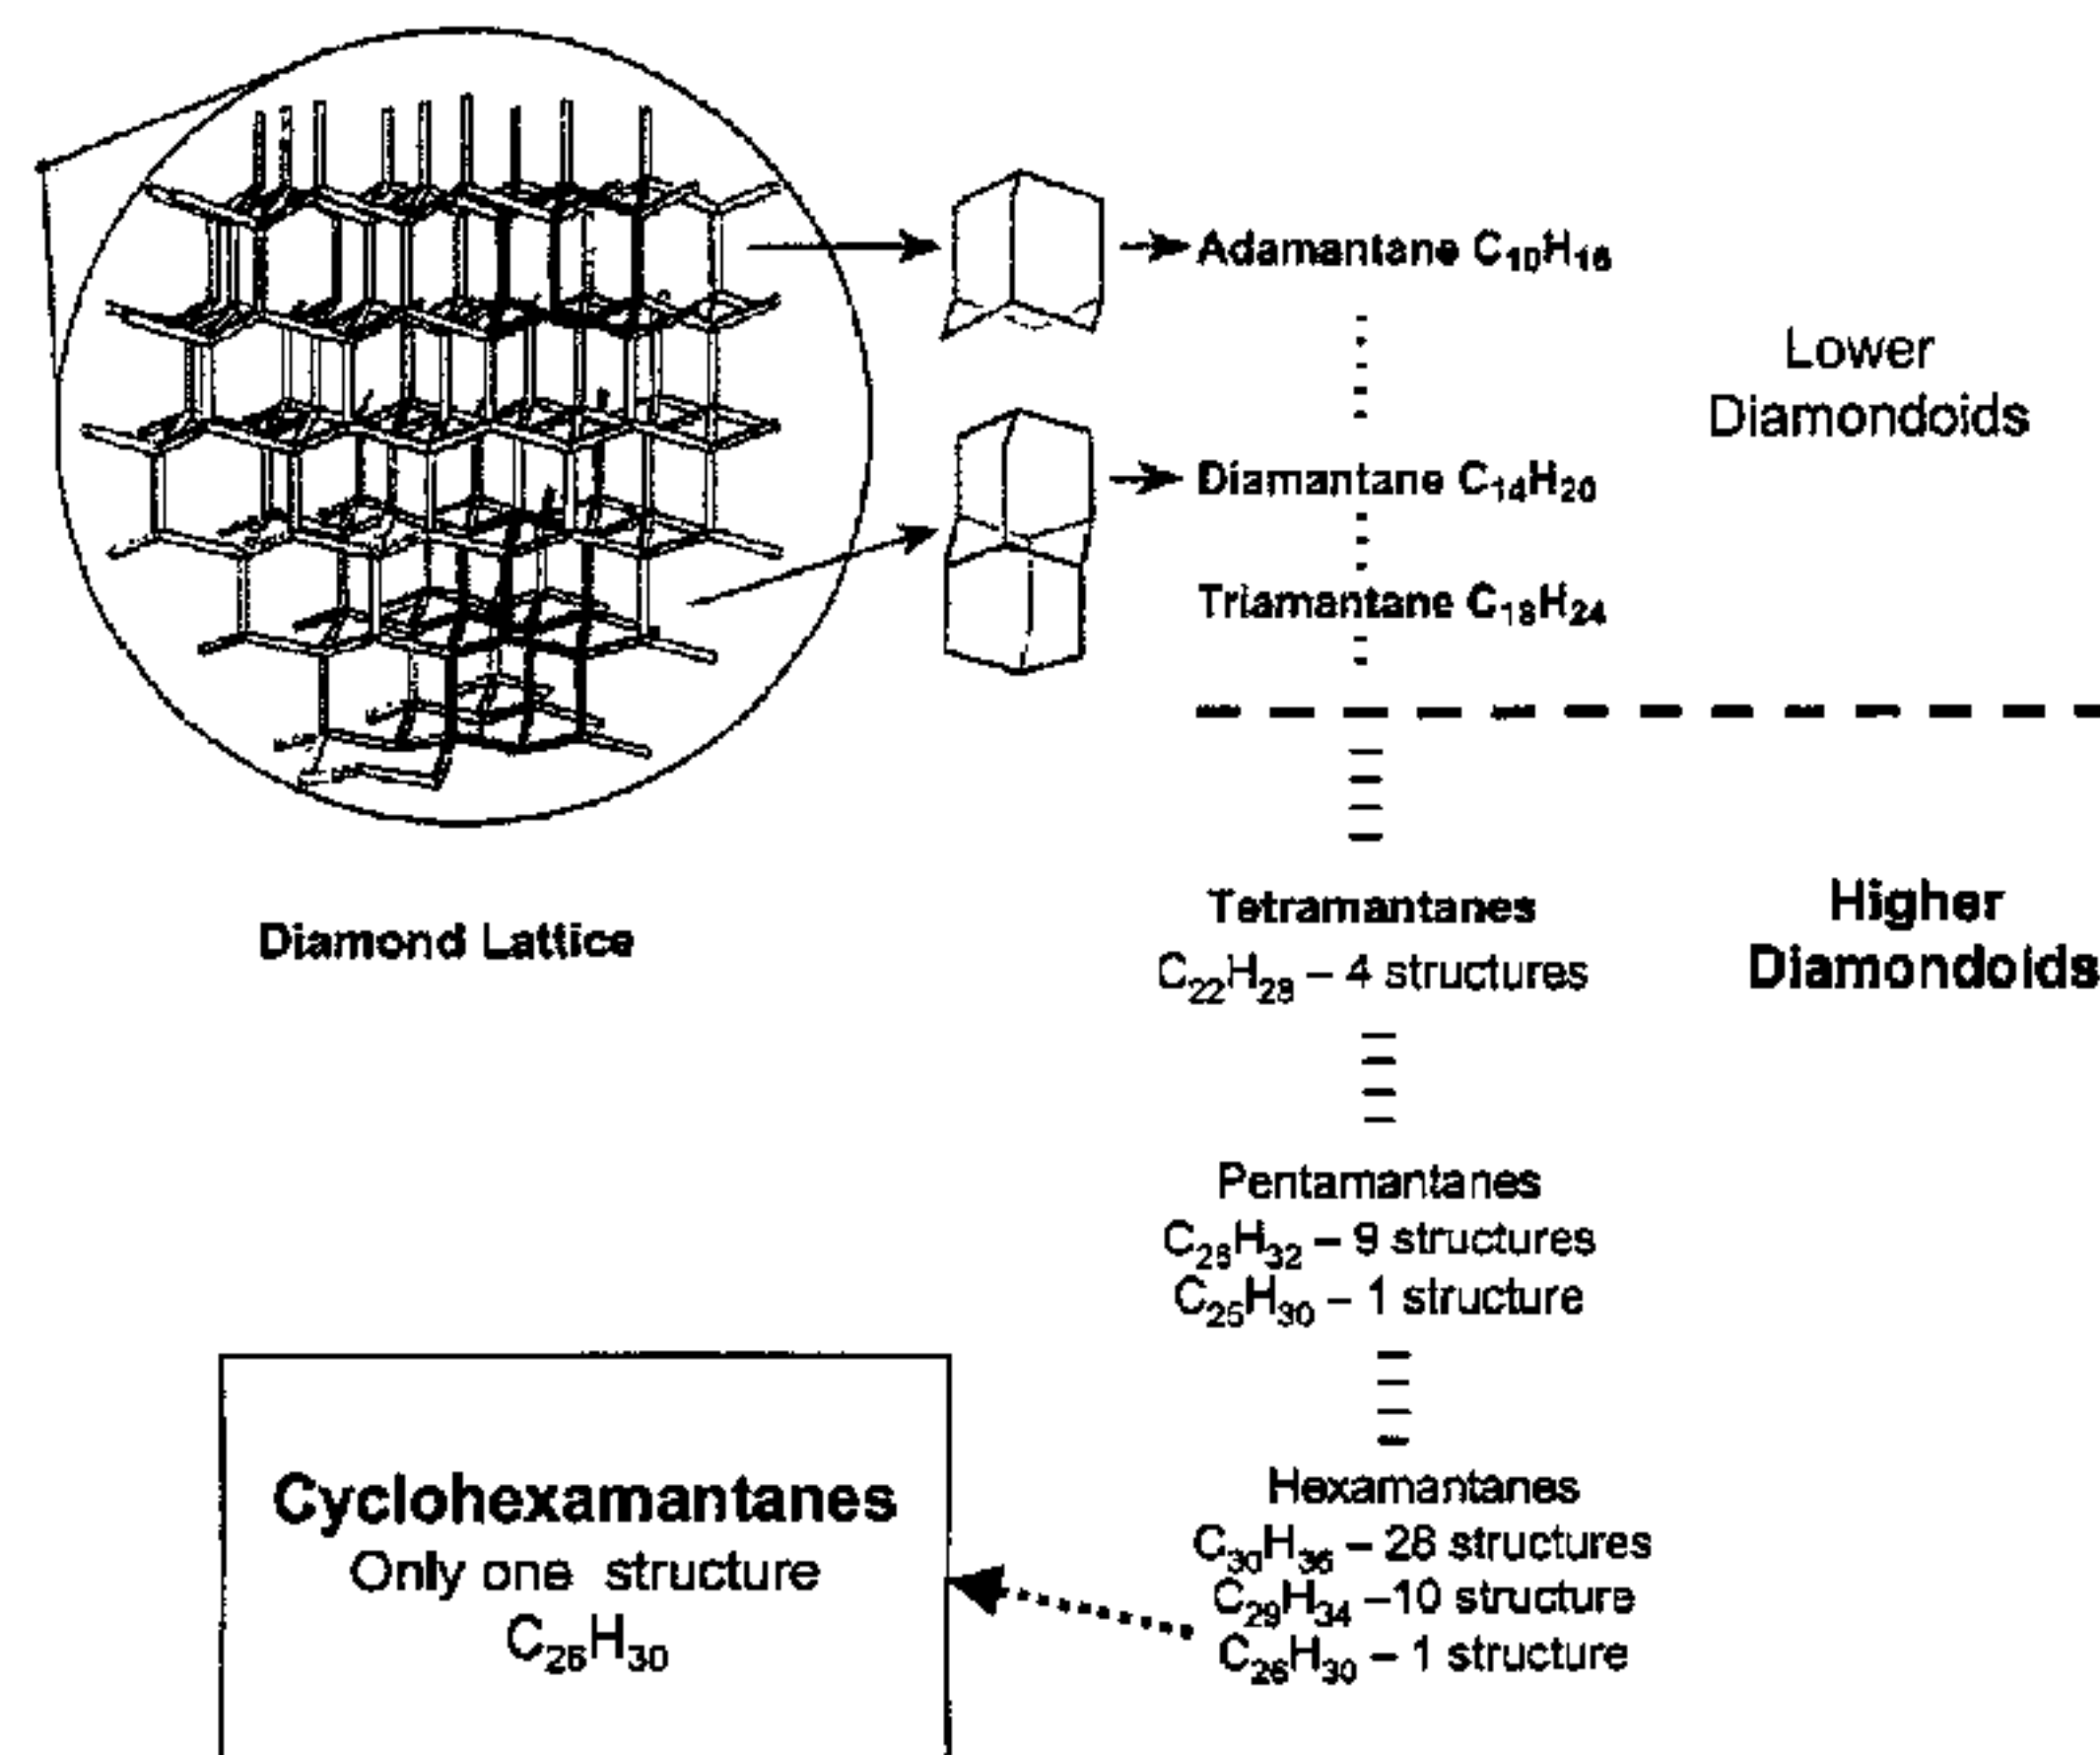 Adamantane C₁₀H₁₆
Lower
Diamondoids
Diamantane C₁₄H₂₀
Triamantane C₁₈H₂₄
Diamond Lattice
Tetramantanes
C₂₂H₂₈ – 4 structures
Higher
Diamondoids
Pentamantanes
C₂₆H₃₂ – 9 structures
C₂₅H₃₀ – 1 structure
Cyclohexamantanes
Only one structure
C₂₆H₃₀
Hexamantanes
C₃₀H₃₆ – 28 structures
C₂₉H₃₄ –10 structure
C₂₆H₃₀ – 1 structure